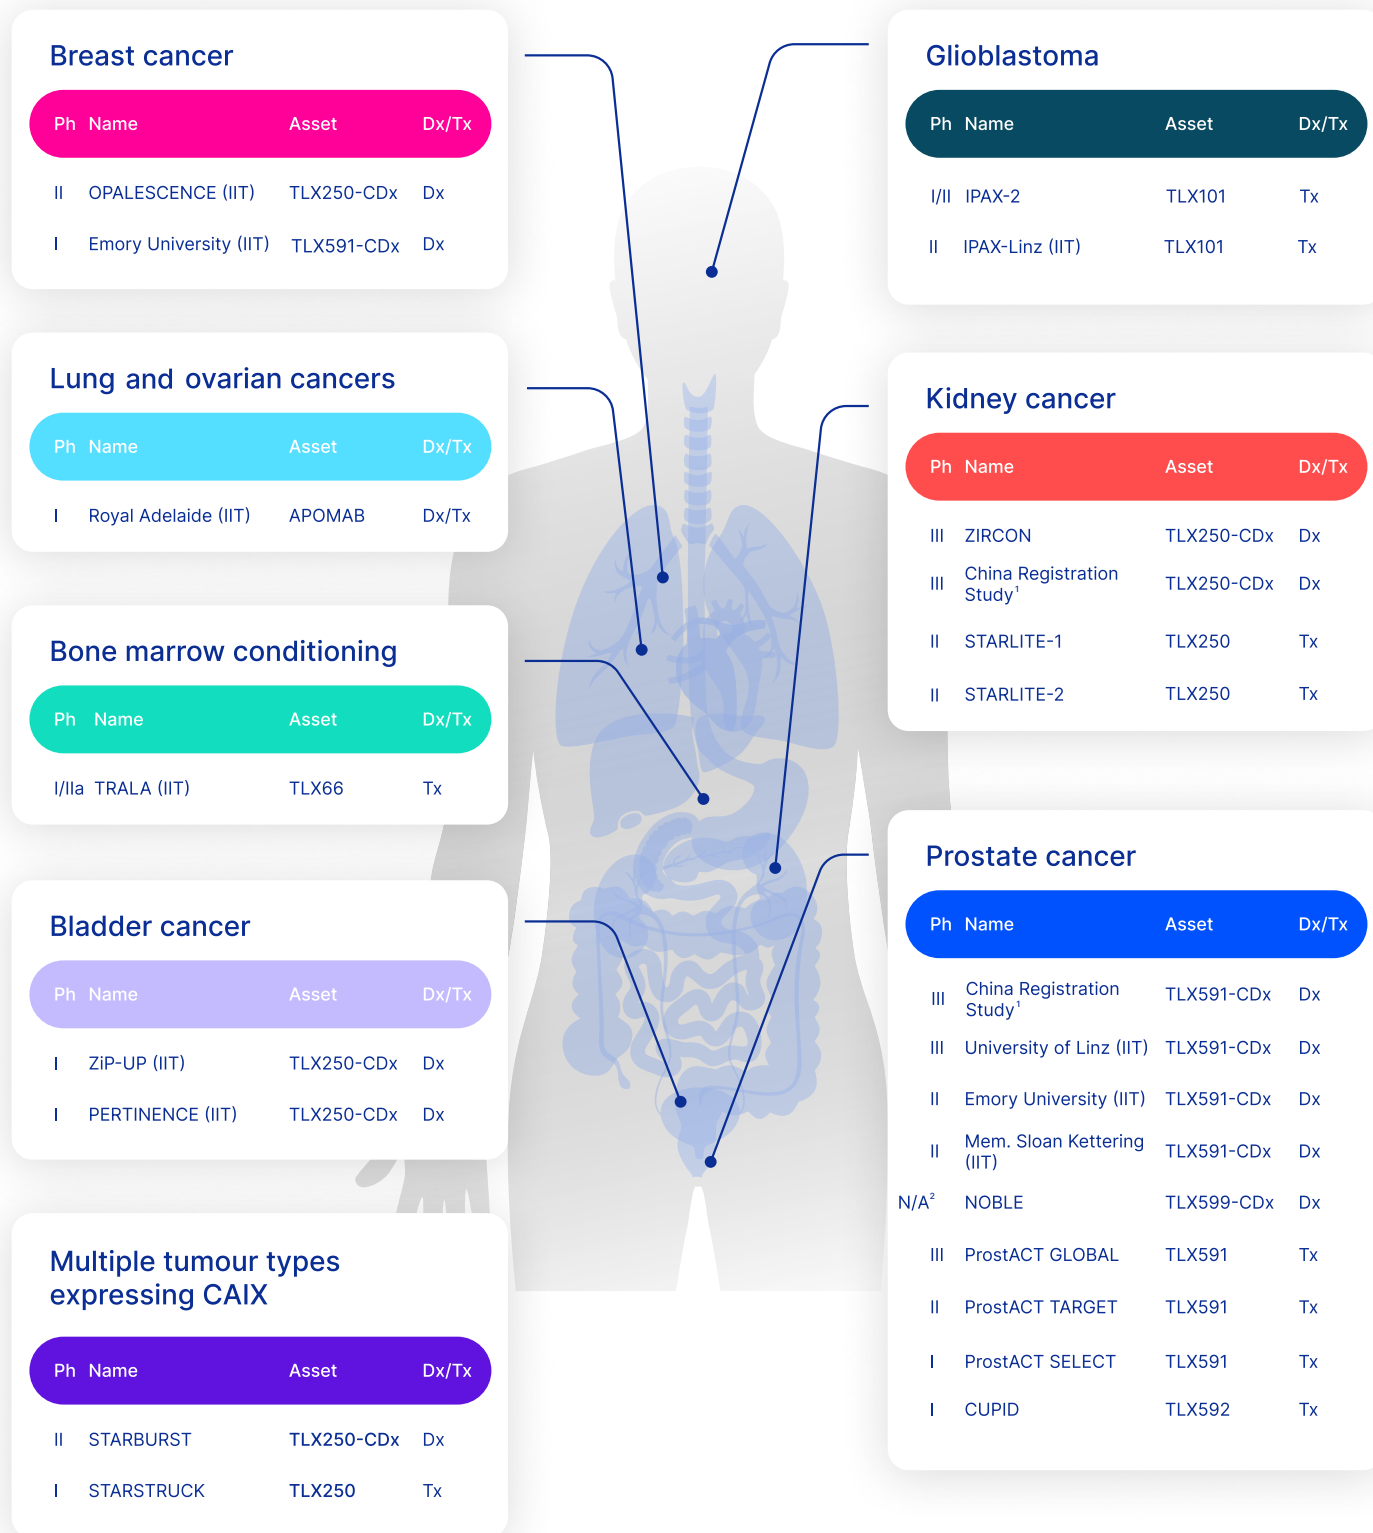 Breast cancer
Ph Name Asset Dx/Tx
II OPALESCENCE (IIT) TLX250-CDx Dx
I Emory University (IIT) TLX591-CDx Dx
Lung and ovarian cancers
Ph Name Asset Dx/Tx
I Royal Adelaide (IIT) APOMAB Dx/Tx
Bone marrow conditioning
Ph Name Asset Dx/Tx
I/IIa TRALA (IIT) TLX66 Tx
Bladder cancer
Ph Name Asset Dx/Tx
I ZiP-UP (IIT) TLX250-CDx Dx
I PERTINENCE (IIT) TLX250-CDx Dx
Multiple tumour types
expressing CAIX
Ph Name Asset Dx/Tx
II STARBURST TLX250-CDx Dx
I STARSTRUCK TLX250 Tx
Glioblastoma
Ph Name Asset Dx/Tx
I/II IPAX-2 TLX101 Tx
II IPAX-Linz (IIT) TLX101 Tx
Kidney cancer
Ph Name Asset Dx/Tx
III ZIRCON TLX250-CDx Dx
China Registration
III Study¹ TLX250-CDx Dx
II STARLITE-1 TLX250 Tx
II STARLITE-2 TLX250 Tx
Prostate cancer
Ph Name Asset Dx/Tx
China Registration
III Study¹ TLX591-CDx Dx
III University of Linz (IIT) TLX591-CDx Dx
II Emory University (IIT) TLX591-CDx Dx
Mem. Sloan Kettering
II (IIT) TLX591-CDx Dx
N/A² NOBLE TLX599-CDx Dx
III ProstACT GLOBAL TLX591 Tx
II ProstACT TARGET TLX591 Tx
I ProstACT SELECT TLX591 Tx
I CUPID TLX592 Tx